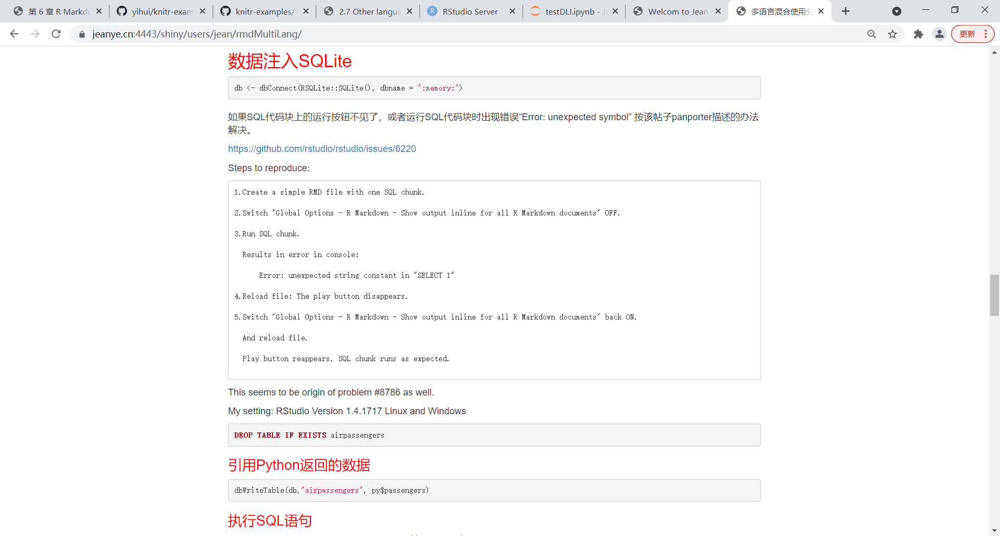 第 6 章 R Markdo
yihui/knitr-exam
knitr-examples/1
2.7 Other langua
RStudio Server
testDLI.ipynb - J
Welcom to Jean
多语言混合使用分
jeanye.cn:4443/shiny/users/jean/rmdMultiLang/
更新
数据注入SQLite
db <- dbConnect(RSQLite::SQLite(), dbname = ":memory:")
如果SQL代码块上的运行按钮不见了，或者运行SQL代码块时出现错误”Error: unexpected symbol” 按该帖子panporter描述的办法
解决。
https://github.com/rstudio/rstudio/issues/6220
Steps to reproduce:
1.Create a simple RMD file with one SQL chunk.
2.Switch "Global Options - R Markdown - Show output inline for all R Markdown documents" OFF.
3.Run SQL chunk.
Results in error in console:
Error: unexpected string constant in "SELECT 1"
4.Reload file: The play button disappears.
5.Switch "Global Options - R Markdown - Show output inline for all R Markdown documents" back ON.
And reload file.
Play button reappears. SQL chunk runs as expected.
This seems to be origin of problem #8786 as well.
My setting: RStudio Version 1.4.1717 Linux and Windows
DROP TABLE IF EXISTS airpassengers
引用Python返回的数据
dbWriteTable(db,"airpassengers", py$passengers)
执行SQL语句